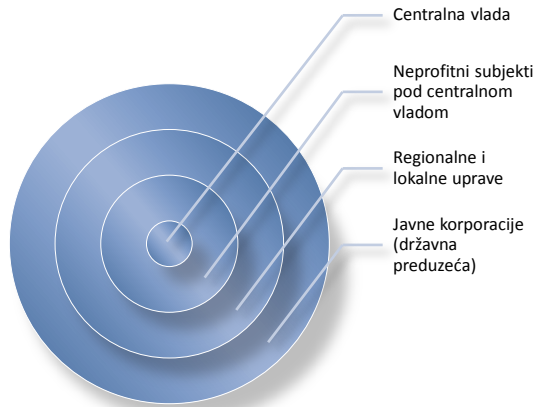 Centralna vlada
Neprofitni subjekti
pod centralnom
vladom
Regionalne i
lokalne uprave
Javne korporacije
(državna
preduzeća)